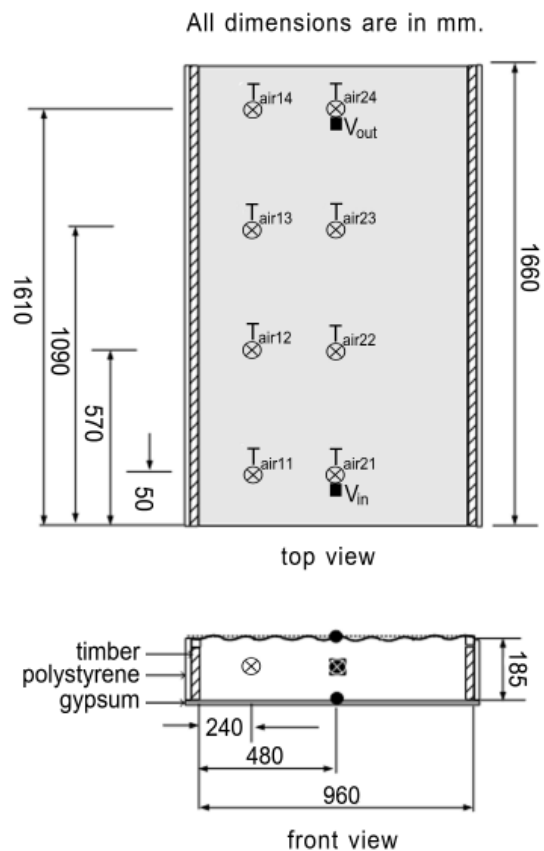 All dimensions are in mm.
Tair14
Tair24
Vout
Tair13
Tair23
Tair12
Tair22
Tair11
Tair21
Vin
1610
1090
570
50
1660
top view
timber
polystyrene
gypsum
185
240
480
960
front view